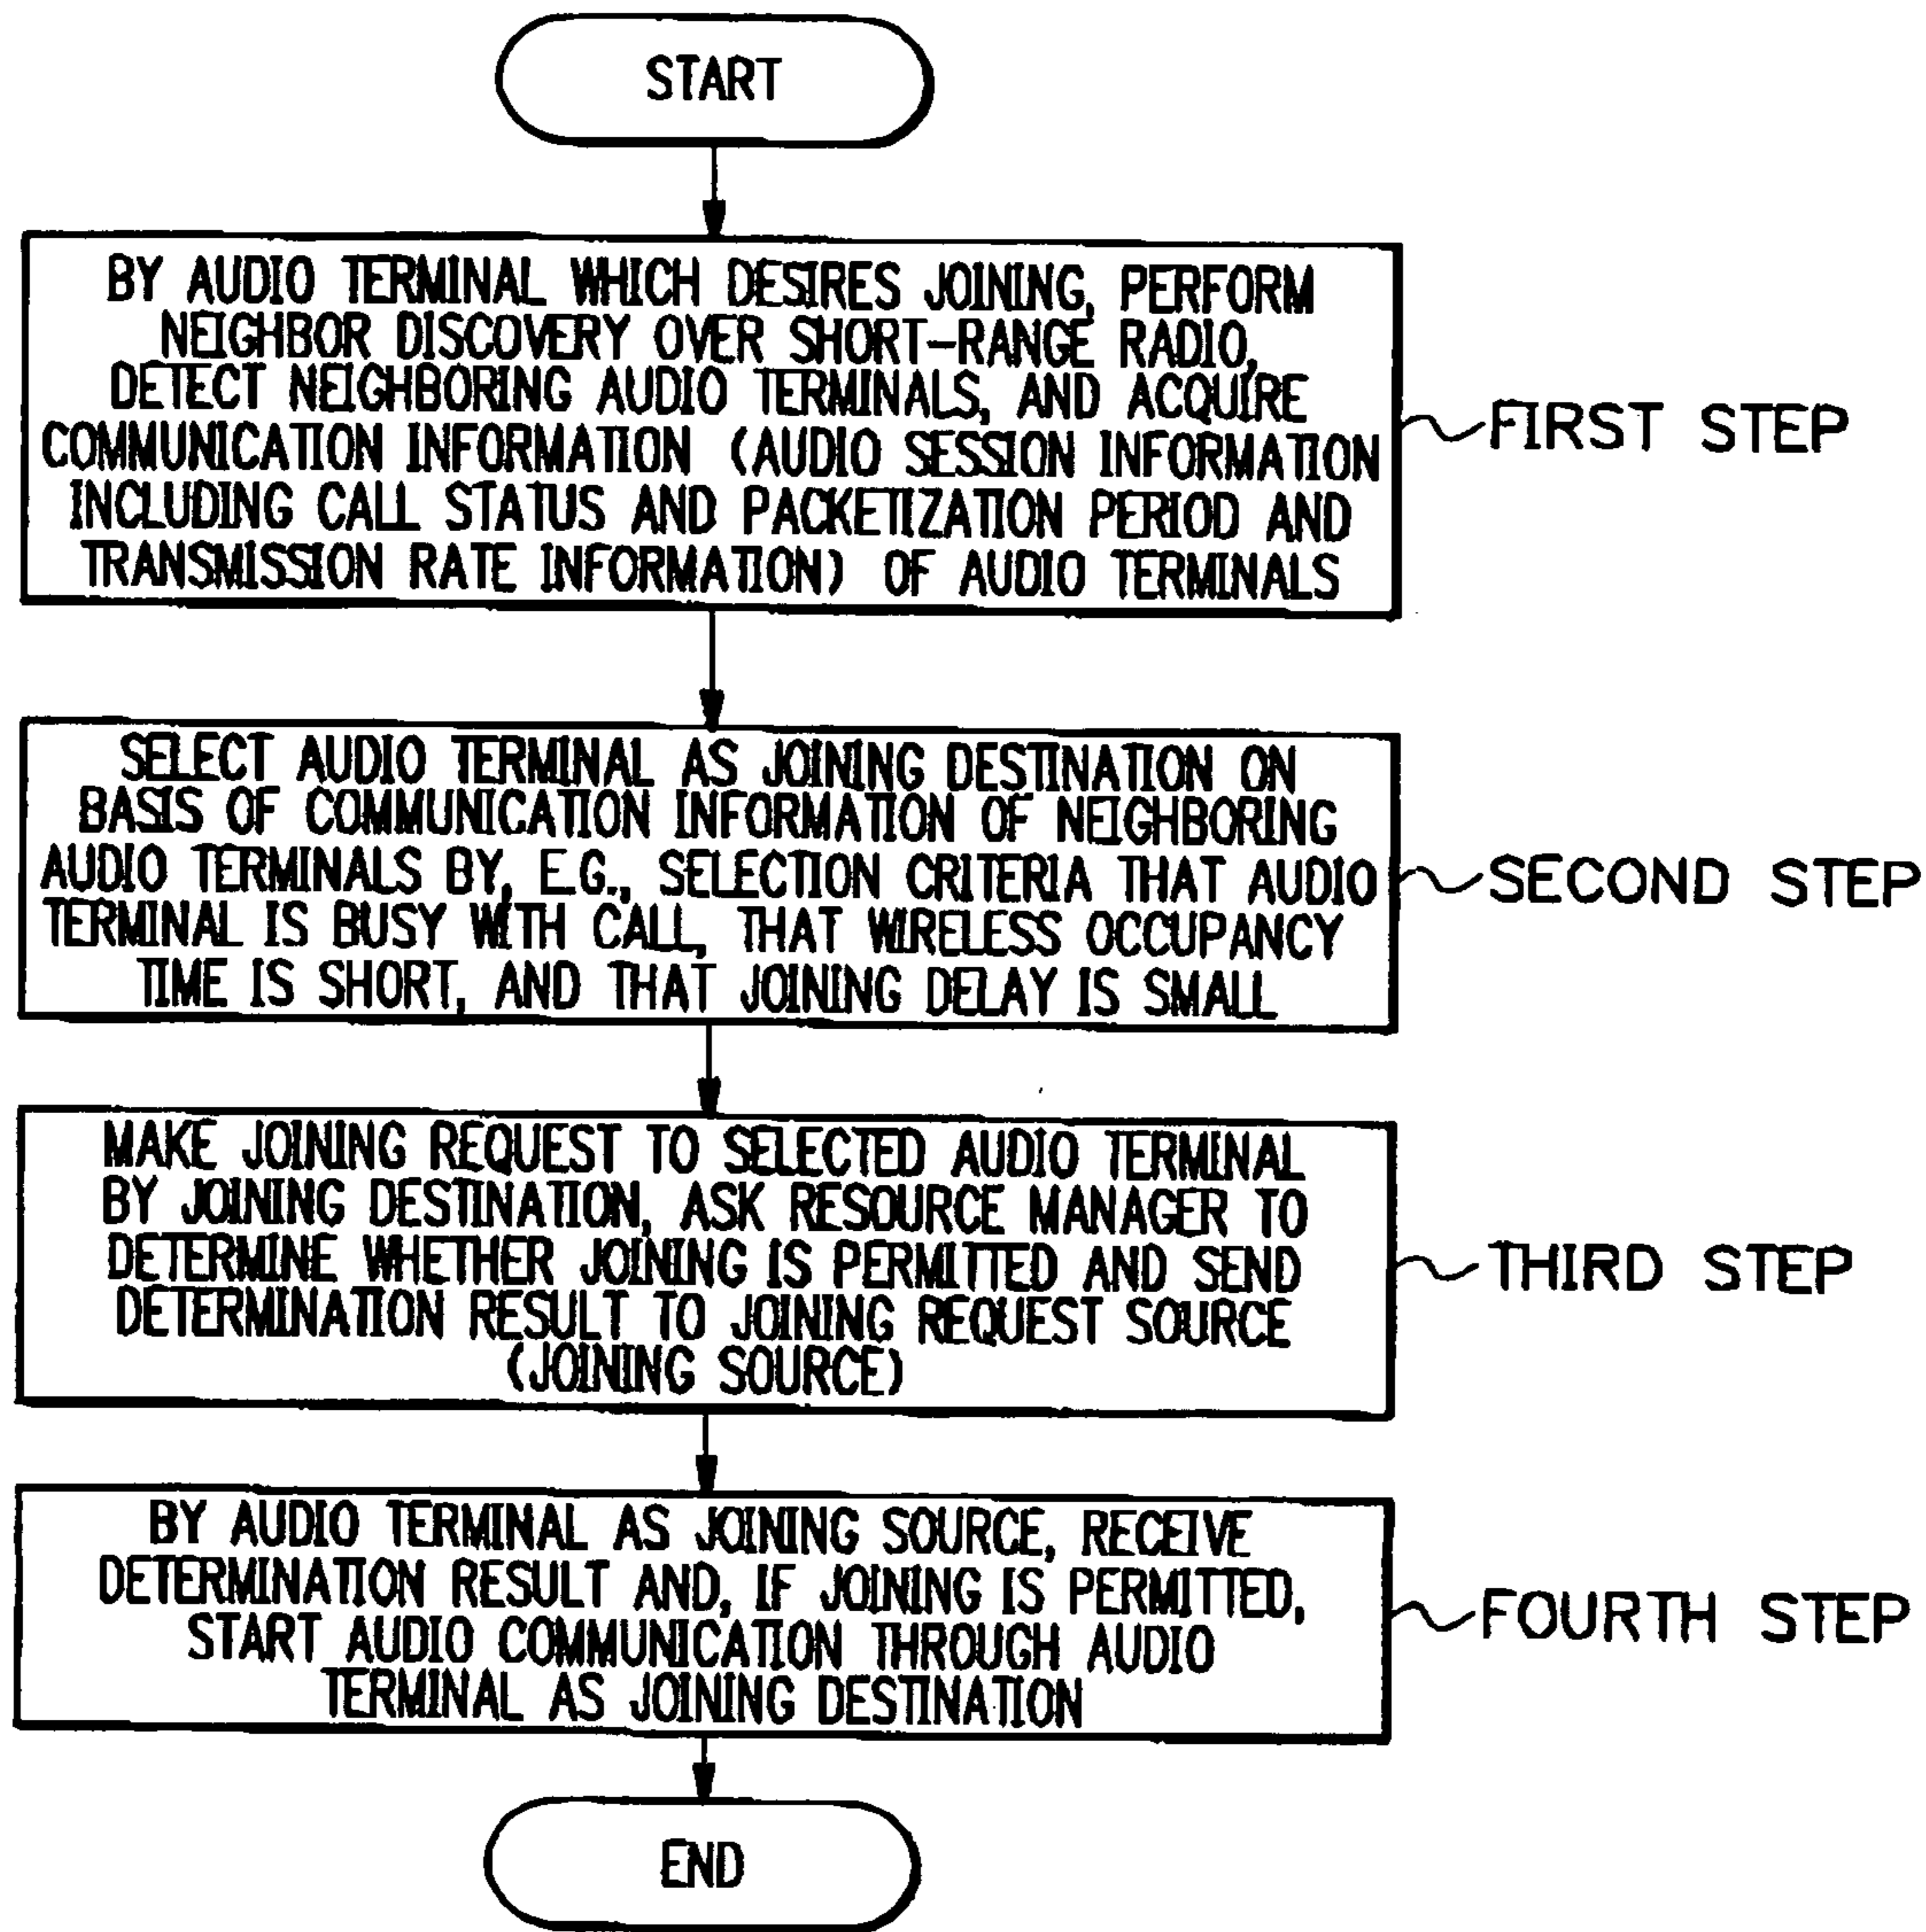 START
BY AUDIO TERMINAL WHICH DESIRES JOINING, PERFORM
NEIGHBOR DISCOVERY OVER SHORT-RANGE RADIO,
DETECT NEIGHBORING AUDIO TERMINALS, AND ACQUIRE
COMMUNICATION INFORMATION (AUDIO SESSION INFORMATION
INCLUDING CALL STATUS AND PACKETIZATION PERIOD AND
TRANSMISSION RATE INFORMATION) OF AUDIO TERMINALS
FIRST STEP
SELECT AUDIO TERMINAL AS JOINING DESTINATION ON
BASIS OF COMMUNICATION INFORMATION OF NEIGHBORING
AUDIO TERMINALS BY, E.G., SELECTION CRITERIA THAT AUDIO
TERMINAL IS BUSY WITH CALL, THAT WIRELESS OCCUPANCY
TIME IS SHORT, AND THAT JOINING DELAY IS SMALL
SECOND STEP
MAKE JOINING REQUEST TO SELECTED AUDIO TERMINAL
BY JOINING DESTINATION, ASK RESOURCE MANAGER TO
DETERMINE WHETHER JOINING IS PERMITTED AND SEND
DETERMINATION RESULT TO JOINING REQUEST SOURCE
(JOINING SOURCE)
THIRD STEP
BY AUDIO TERMINAL AS JOINING SOURCE, RECEIVE
DETERMINATION RESULT AND, IF JOINING IS PERMITTED,
START AUDIO COMMUNICATION THROUGH AUDIO
TERMINAL AS JOINING DESTINATION
FOURTH STEP
END